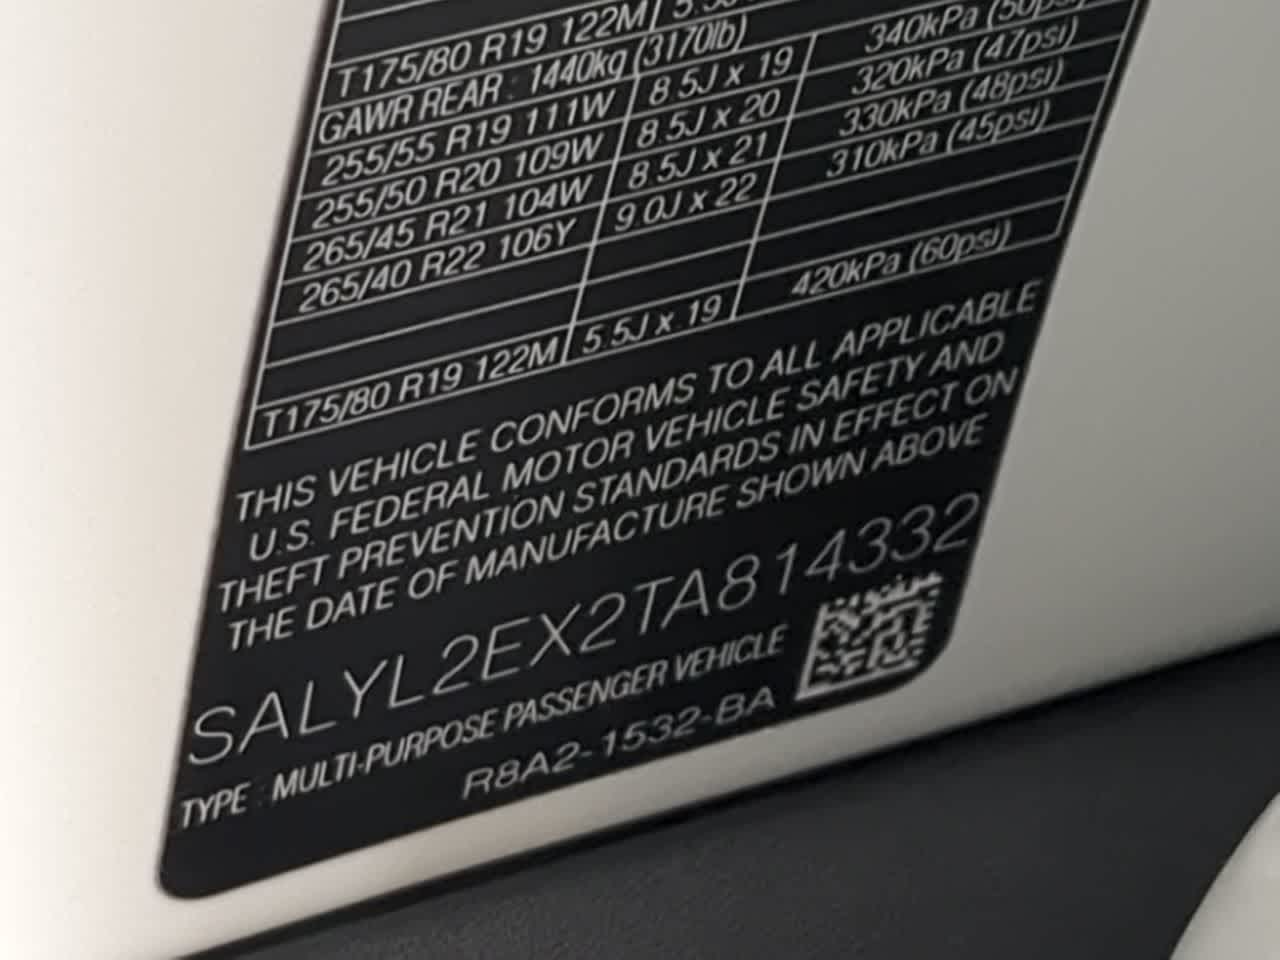 T175/80 R19 122M
GAWR REAR : 1440kg (3170lb)
255/55 R19 111W 8.5J x 19 340kPa (50psi)
255/50 R20 109W 8.5J x 20 320kPa (47psi)
265/45 R21 104W 8.5J x 21 330kPa (48psi)
265/40 R22 106Y 9.0J x 22 310kPa (45psi)
T175/80 R19 122M 5.5J x 19 420kPa (60psi)
THIS VEHICLE CONFORMS TO ALL APPLICABLE
U.S. FEDERAL MOTOR VEHICLE SAFETY AND
THEFT PREVENTION STANDARDS IN EFFECT ON
THE DATE OF MANUFACTURE SHOWN ABOVE
SALYL2EX2TA814332
TYPE : MULTI-PURPOSE PASSENGER VEHICLE
R8A2-1532-BA